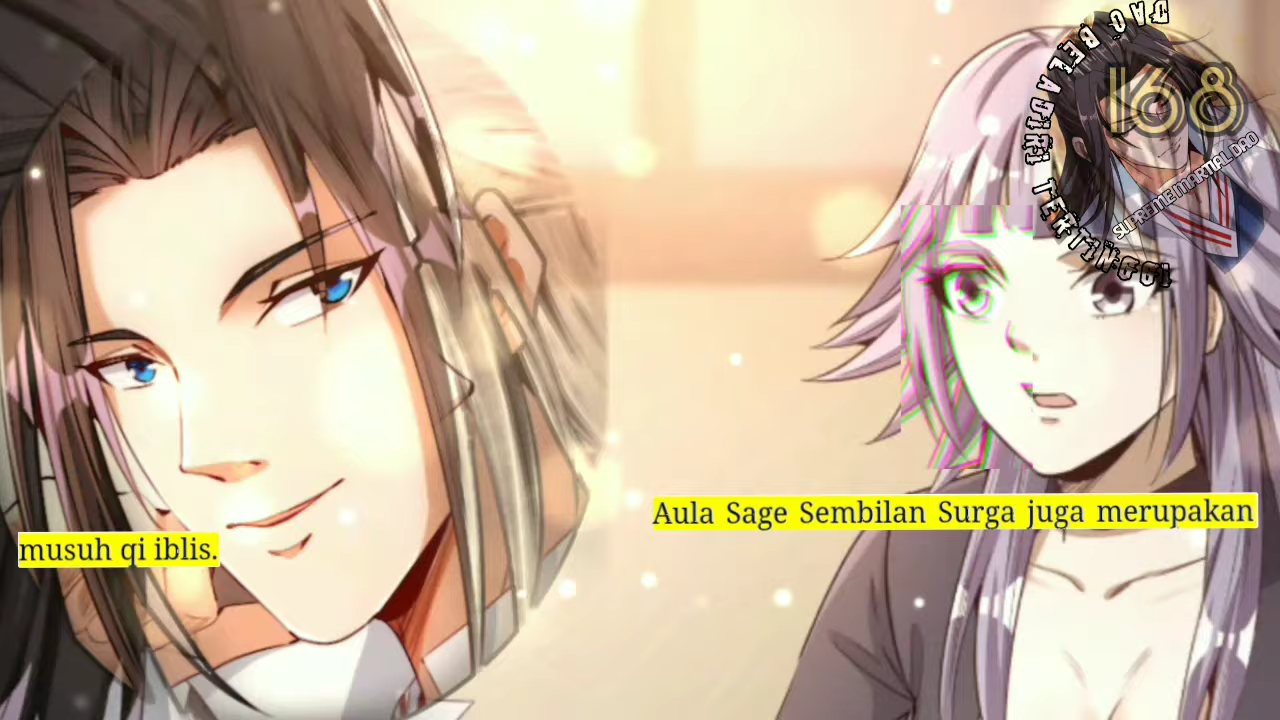 DAO BELADIRI TERTINGGI
168
SUPREME MARTIAL DAO
Aula Sage Sembilan Surga juga merupakan
musuh qi iblis.